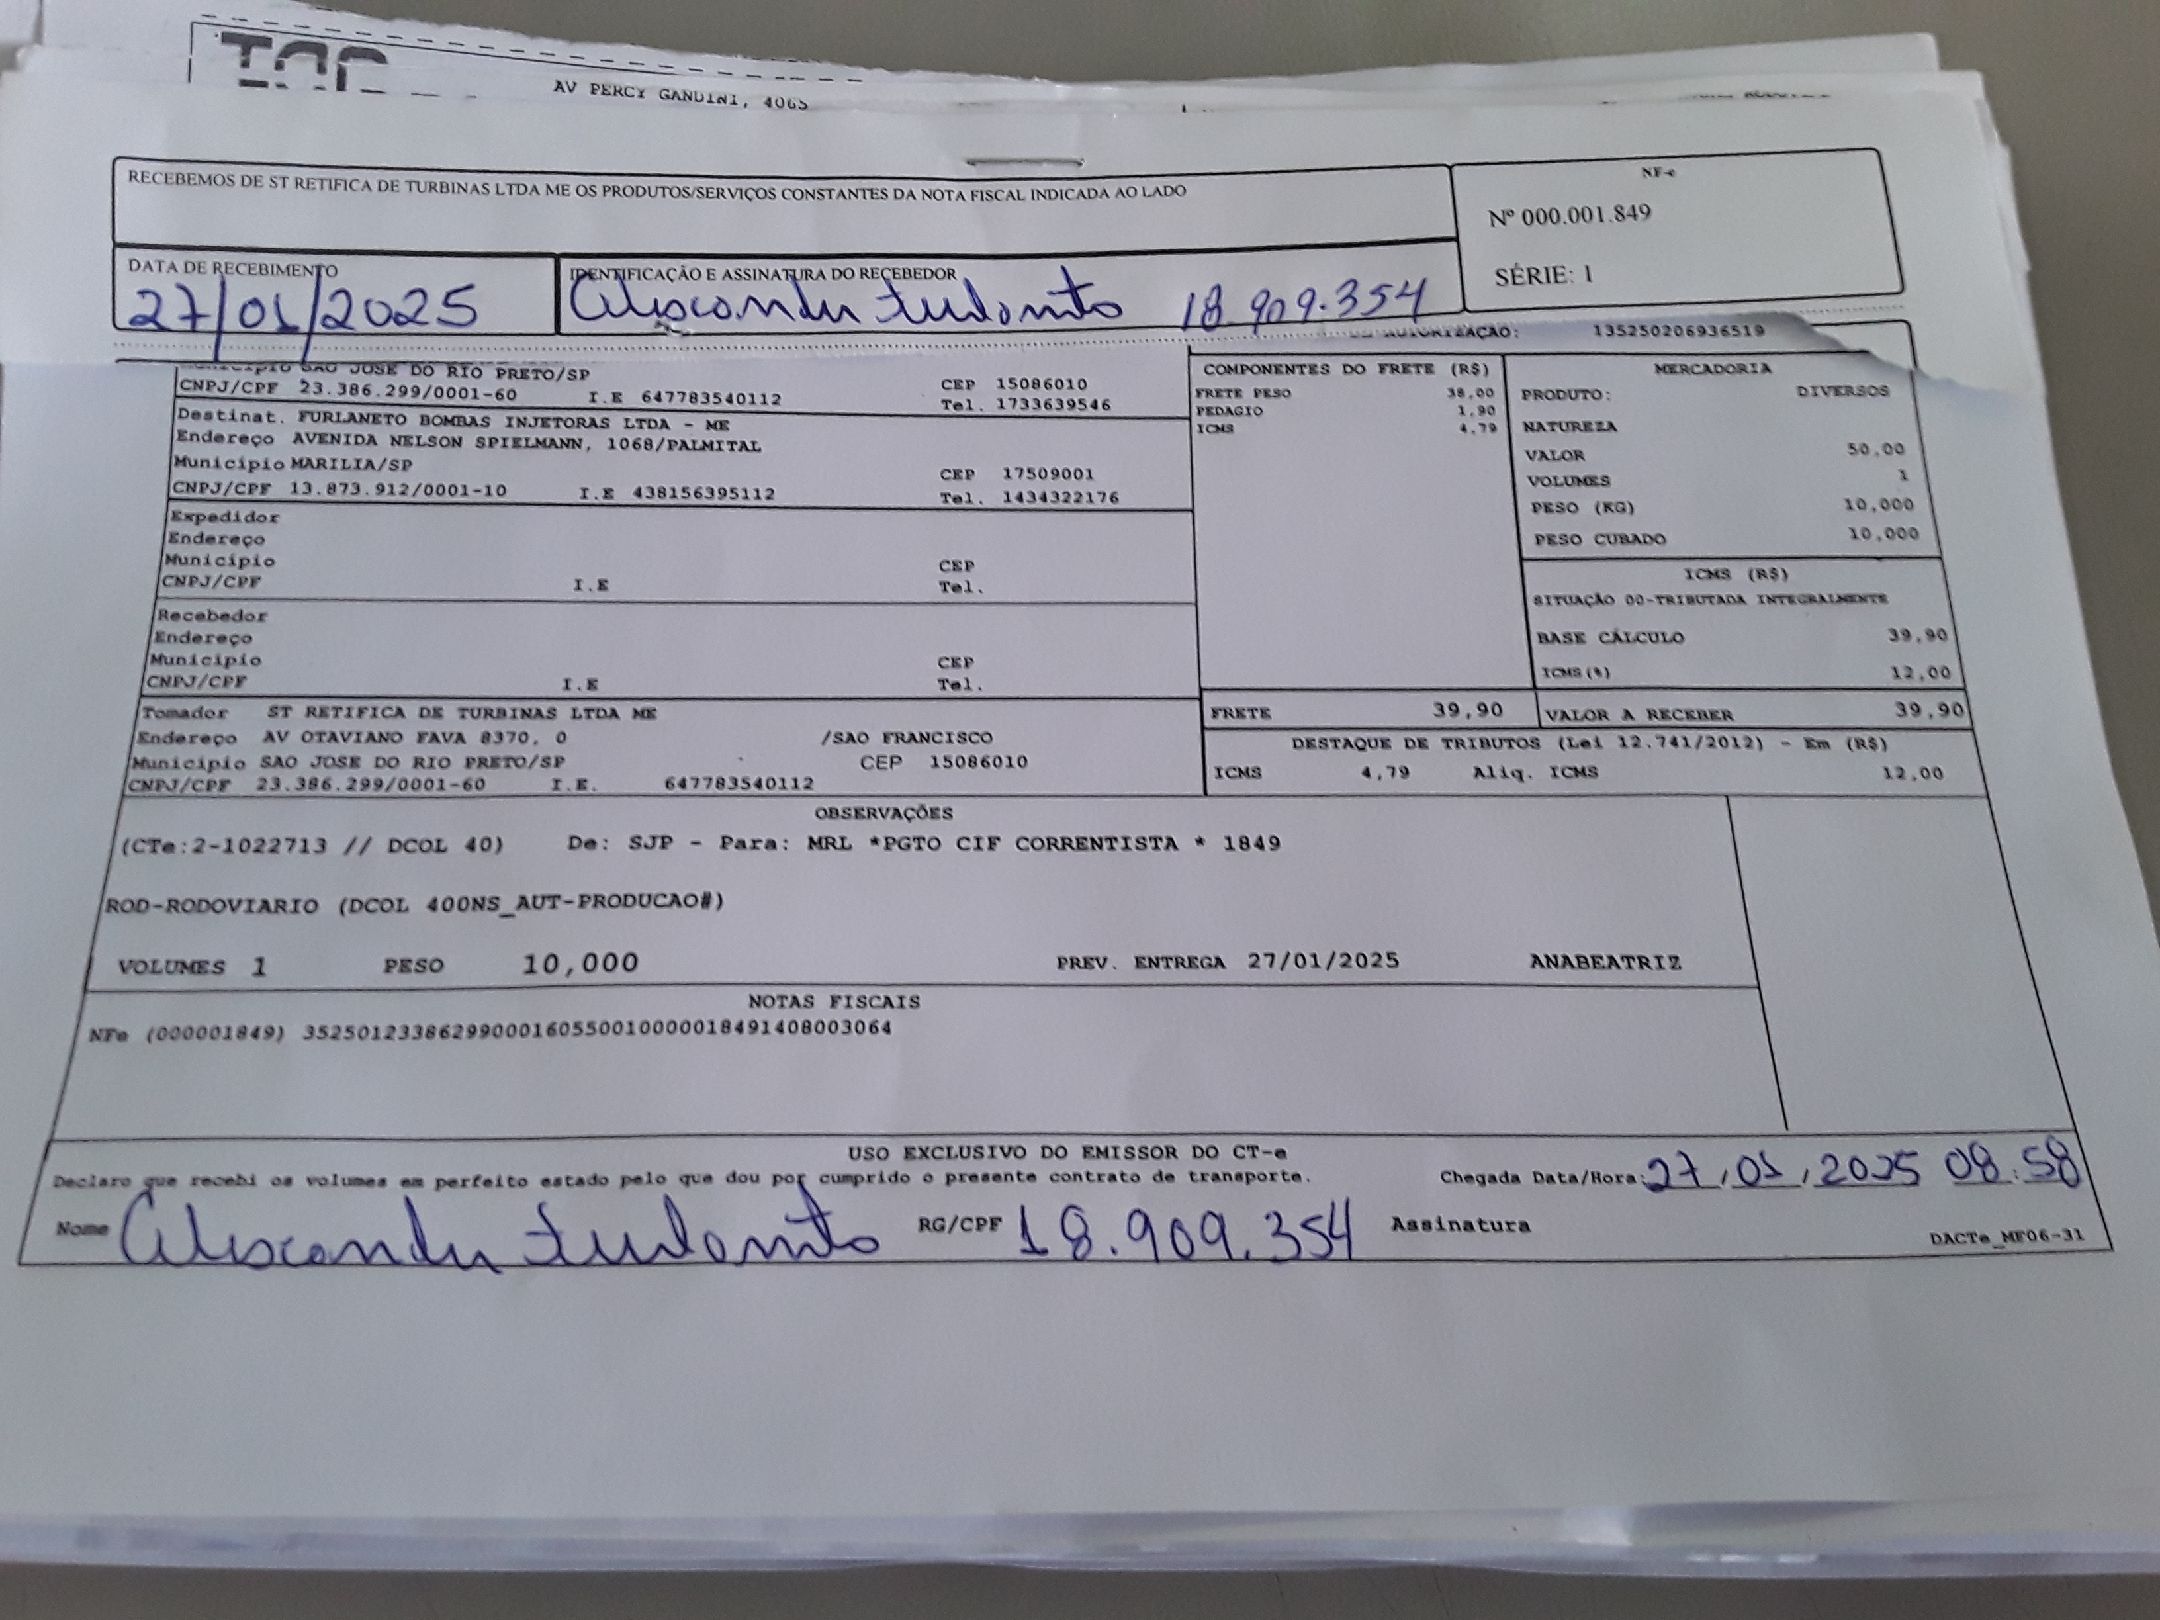 AV PERCY GANDINI, 4065
RECEBEMOS DE ST RETIFICA DE TURBINAS LTDA ME OS PRODUTOS/SERVIÇOS CONSTANTES DA NOTA FISCAL INDICADA AO LADO
NF-e
Nº 000.001.849
SÉRIE: 1
DATA DE RECEBIMENTO
27/01/2025
IDENTIFICAÇÃO E ASSINATURA DO RECEBEDOR
18.909.354
AUTORIZAÇÃO: 135250206936519
Município SAO JOSE DO RIO PRETO/SP CEP 15086010
CNPJ/CPF 23.386.299/0001-60 I.E 647783540112 Tel. 1733639546
Destinat. FURLANETO BOMBAS INJETORAS LTDA - ME
Endereço AVENIDA NELSON SPIELMANN, 1068/PALMITAL
Município MARILIA/SP CEP 17509001
CNPJ/CPF 13.873.912/0001-10 I.E 438156395112 Tel. 1434322176
Expedidor
Endereço
Município CEP
CNPJ/CPF I.E Tel.
Recebedor
Endereço
Município CEP
CNPJ/CPF I.E Tel.
Tomador ST RETIFICA DE TURBINAS LTDA ME
Endereço AV OTAVIANO FAVA 8370, 0 /SAO FRANCISCO
Município SAO JOSE DO RIO PRETO/SP CEP 15086010
CNPJ/CPF 23.386.299/0001-60 I.E. 647783540112
COMPONENTES DO FRETE (R$)
FRETE PESO 38,00
PEDAGIO 1,90
ICMS 4,79
MERCADORIA
PRODUTO: DIVERSOS
NATUREZA
VALOR 50,00
VOLUMES 1
PESO (KG) 10,000
PESO CUBADO 10,000
ICMS (R$)
SITUAÇÃO 00-TRIBUTADA INTEGRALMENTE
BASE CÁLCULO 39,90
ICMS(%) 12,00
FRETE 39,90 VALOR A RECEBER 39,90
DESTAQUE DE TRIBUTOS (Lei 12.741/2012) - Em (R$)
ICMS 4,79 Aliq. ICMS 12,00
OBSERVAÇÕES
(CTe:2-1022713 // DCOL 40) De: SJP - Para: MRL *PGTO CIF CORRENTISTA * 1849
ROD-RODOVIARIO (DCOL 400NS_AUT-PRODUCAO#)
VOLUMES 1 PESO 10,000 PREV. ENTREGA 27/01/2025 ANABEATRIZ
NOTAS FISCAIS
NFe (000001849) 35250123386299000160550010000018491408003064
USO EXCLUSIVO DO EMISSOR DO CT-e
Declaro que recebi os volumes em perfeito estado pelo que dou por cumprido o presente contrato de transporte. Chegada Data/Hora: 27/01/2025 08:58
Nome RG/CPF 18.909.354 Assinatura
DACTe_MF06-31